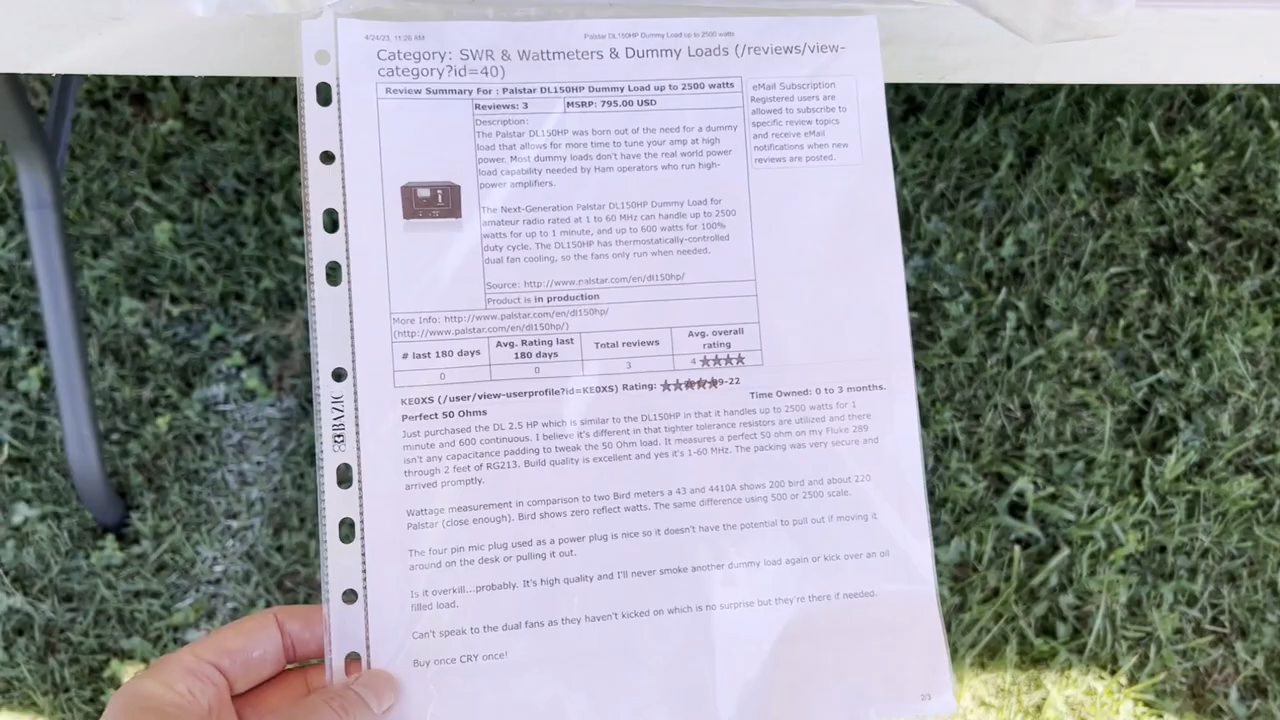 4/24/23, 11:26 AM
Palstar DL150HP Dummy Load up to 2500 watts
Category: SWR & Wattmeters & Dummy Loads (/reviews/view-
category?id=40)
Review Summary For : Palstar DL150HP Dummy Load up to 2500 watts
Reviews: 3
MSRP: 795.00 USD
Description:
The Palstar DL150HP was born out of the need for a dummy
load that allows for more time to tune your amp at high
power. Most dummy loads don't have the real world power
load capability needed by Ham operators who run high-
power amplifiers.
The Next-Generation Palstar DL150HP Dummy Load for
amateur radio rated at 1 to 60 MHz can handle up to 2500
watts for up to 1 minute, and up to 600 watts for 100%
duty cycle. The DL150HP has thermostatically-controlled
dual fan cooling, so the fans only run when needed.
Source: http://www.palstar.com/en/dl150hp/
Product is in production
More Info: http://www.palstar.com/en/dl150hp/
(http://www.palstar.com/en/dl150hp/)
# last 180 days
Avg. Rating last
180 days
Total reviews
Avg. overall
rating
0
0
3
4
eMail Subscription
Registered users are
allowed to subscribe to
specific review topics
and receive eMail
notifications when new
reviews are posted.
KE0XS (/user/view-userprofile?id=KE0XS) Rating: 9-22
Time Owned: 0 to 3 months.
Perfect 50 Ohms
Just purchased the DL 2.5 HP which is similar to the DL150HP in that it handles up to 2500 watts for 1
minute and 600 continuous. I believe it's different in that tighter tolerance resistors are utilized and there
isn't any capacitance padding to tweak the 50 Ohm load. It measures a perfect 50 ohm on my Fluke 289
through 2 feet of RG213. Build quality is excellent and yes it's 1-60 MHz. The packing was very secure and
arrived promptly.
Wattage measurement in comparison to two Bird meters a 43 and 4410A shows 200 bird and about 220
Palstar (close enough). Bird shows zero reflect watts. The same difference using 500 or 2500 scale.
The four pin mic plug used as a power plug is nice so it doesn't have the potential to pull out if moving it
around on the desk or pulling it out.
Is it overkill...probably. It's high quality and I'll never smoke another dummy load again or kick over an oil
filled load.
Can't speak to the dual fans as they haven't kicked on which is no surprise but they're there if needed.
Buy once CRY once!
2/3
BAZIC